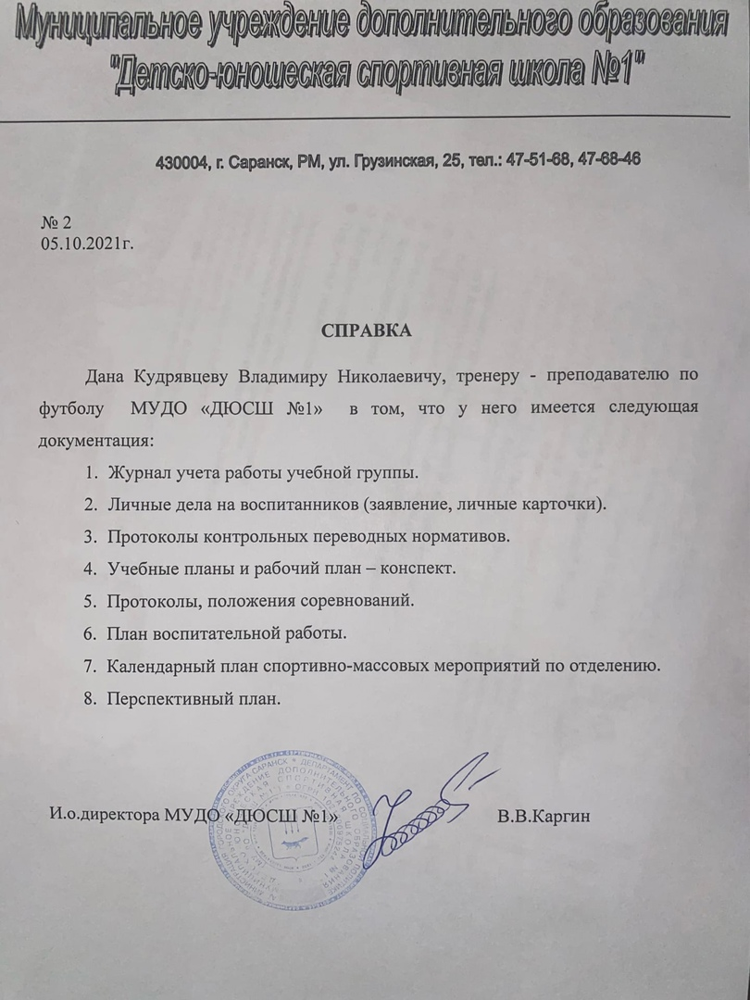 Муниципальное учреждение дополнительного образования
"Детско-юношеская спортивная школа №1"
430004, г. Саранск, РМ, ул. Грузинская, 25, тел.: 47-51-68, 47-68-46
№ 2
05.10.2021г.
СПРАВКА
Дана Кудрявцеву Владимиру Николаевичу, тренеру - преподавателю по
футболу МУДО «ДЮСШ №1» в том, что у него имеется следующая
документация:
1. Журнал учета работы учебной группы.
2. Личные дела на воспитанников (заявление, личные карточки).
3. Протоколы контрольных переводных нормативов.
4. Учебные планы и рабочий план – конспект.
5. Протоколы, положения соревнований.
6. План воспитательной работы.
7. Календарный план спортивно-массовых мероприятий по отделению.
8. Перспективный план.
И.о.директора МУДО «ДЮСШ №1» В.В.Каргин